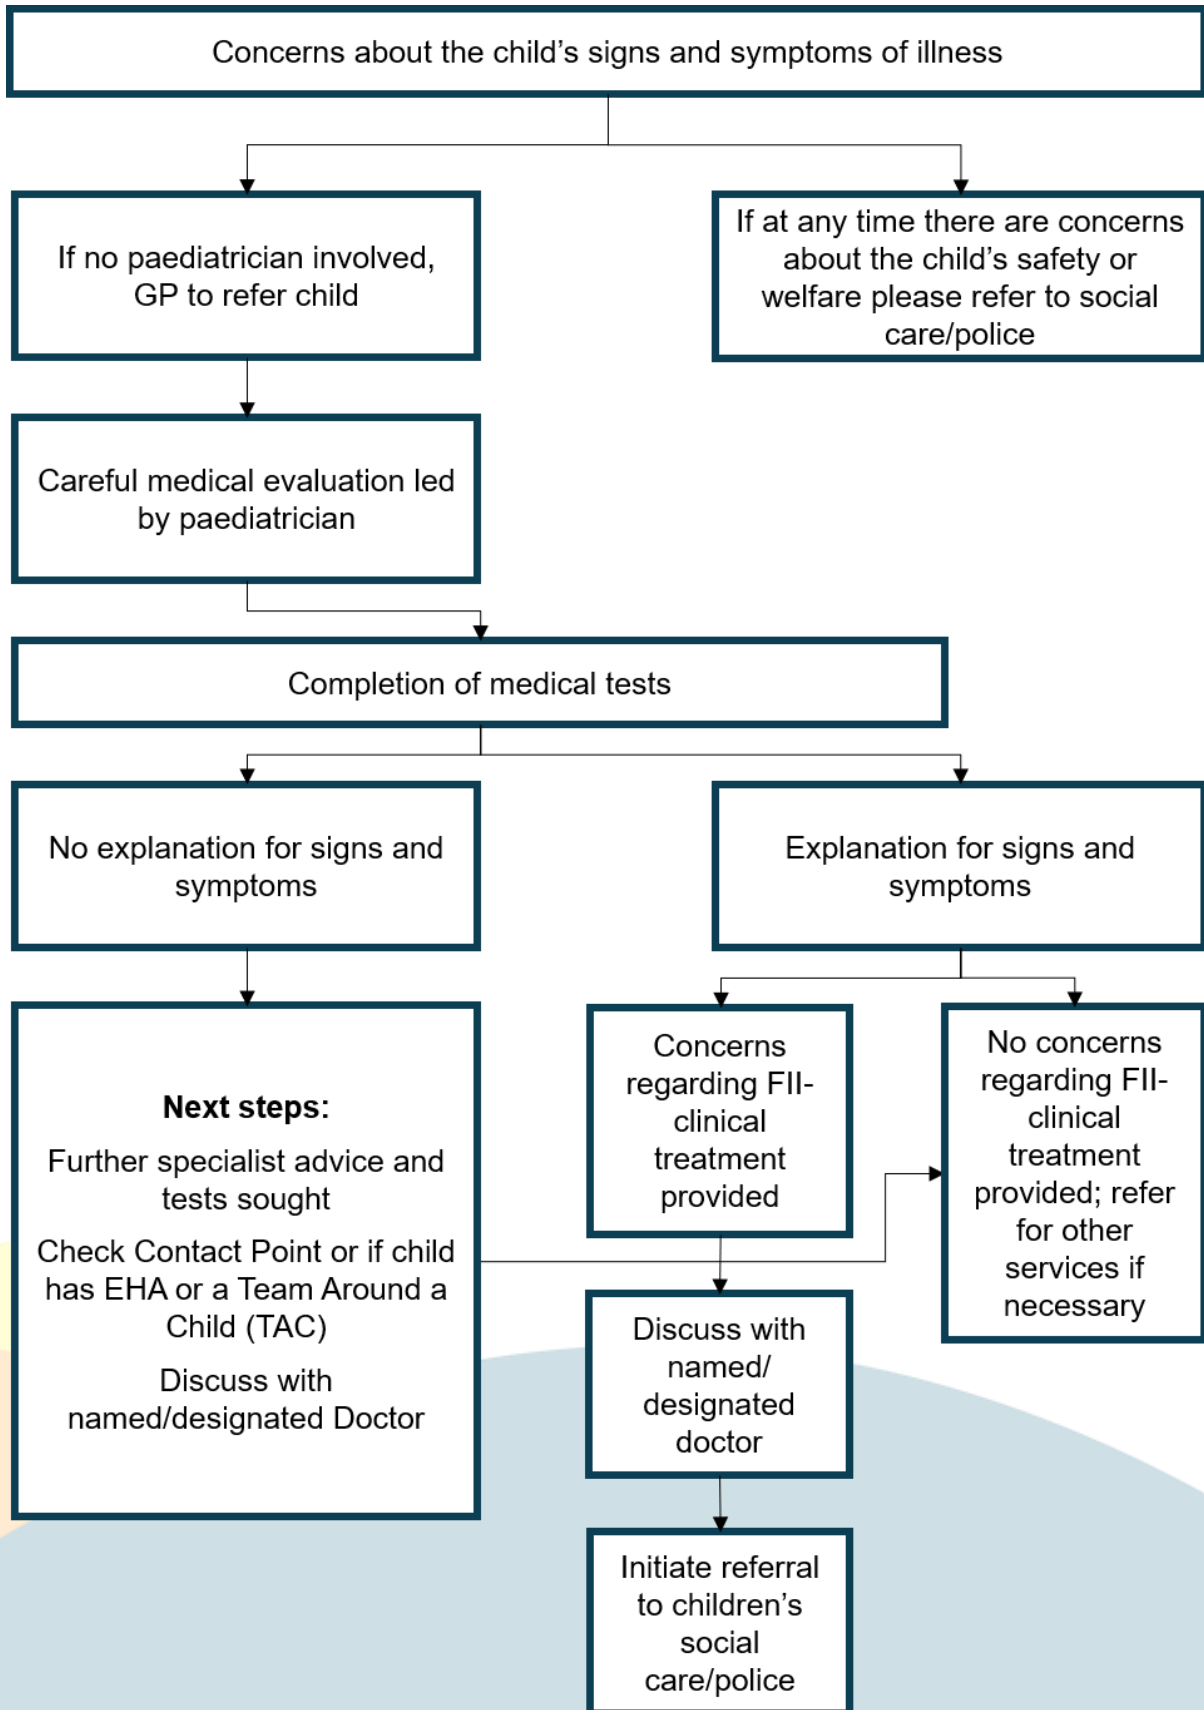 Concerns about the child’s signs and symptoms of illness
If no paediatrician involved,
GP to refer child
If at any time there are concerns
about the child’s safety or
welfare please refer to social
care/police
Careful medical evaluation led
by paediatrician
Completion of medical tests
No explanation for signs and
symptoms
Explanation for signs and
symptoms
Next steps:
Further specialist advice and
tests sought
Check Contact Point or if child
has EHA or a Team Around a
Child (TAC)
Discuss with
named/designated Doctor
Concerns
regarding FII-
clinical
treatment
provided
No concerns
regarding FII-
clinical
treatment
provided; refer
for other
services if
necessary
Discuss with
named/
designated
doctor
Initiate referral
to children’s
social
care/police